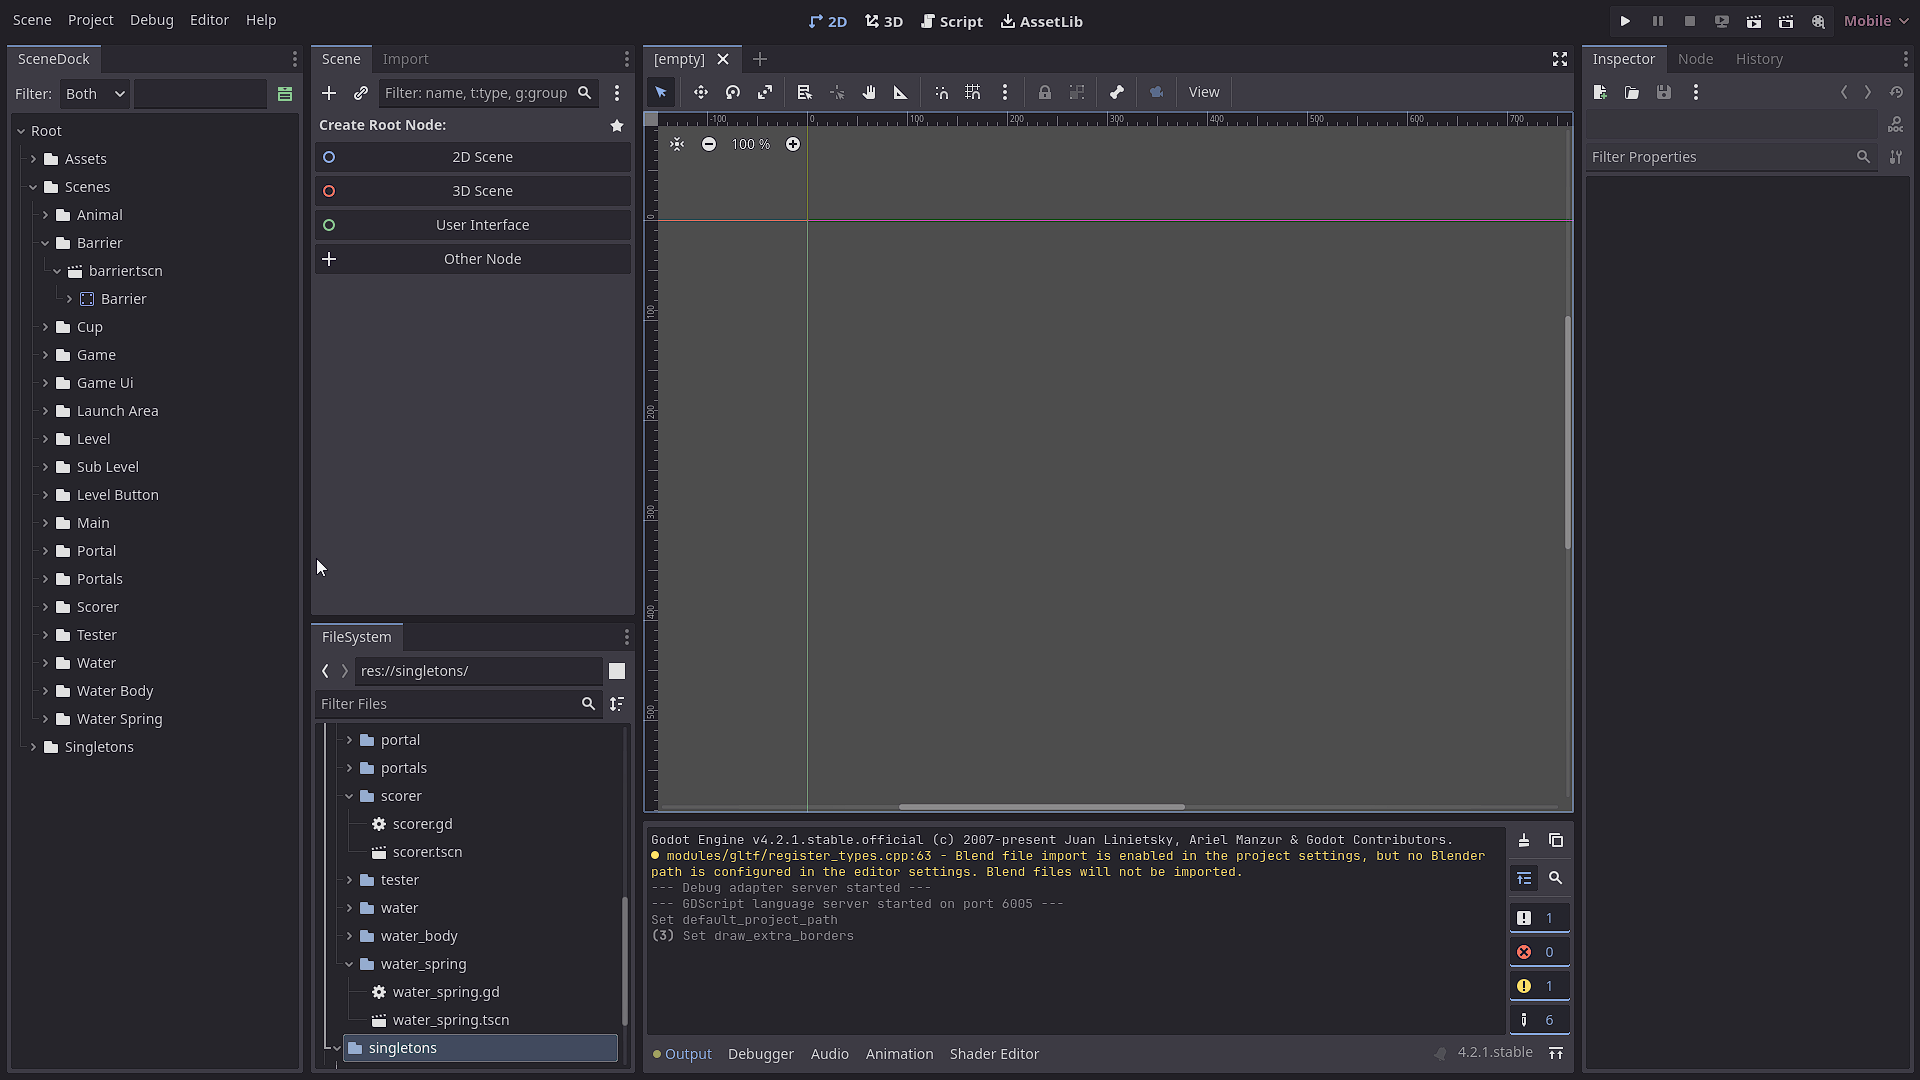 Scene Project Debug Editor Help
2D 3D Script AssetLib
Mobile
SceneDock
Filter: Both
Root
Assets
Scenes
Animal
Barrier
barrier.tscn
Barrier
Cup
Game
Game Ui
Launch Area
Level
Sub Level
Level Button
Main
Portal
Portals
Scorer
Tester
Water
Water Body
Water Spring
Singletons
Scene Import
Filter: name, t:type, g:group
Create Root Node:
2D Scene
3D Scene
User Interface
Other Node
FileSystem
res://singletons/
Filter Files
portal
portals
scorer
scorer.gd
scorer.tscn
tester
water
water_body
water_spring
water_spring.gd
water_spring.tscn
singletons
[empty]
View
-100 0 100 200 300 400 500 600 700
100 %
0
100
200
300
400
500
Godot Engine v4.2.1.stable.official (c) 2007-present Juan Linietsky, Ariel Manzur & Godot Contributors.
modules/gltf/register_types.cpp:63 - Blend file import is enabled in the project settings, but no Blender
path is configured in the editor settings. Blend files will not be imported.
--- Debug adapter server started ---
--- GDScript language server started on port 6005 ---
Set default_project_path
(3) Set draw_extra_borders
1
0
1
6
Output Debugger Audio Animation Shader Editor
4.2.1.stable
Inspector Node History
Filter Properties